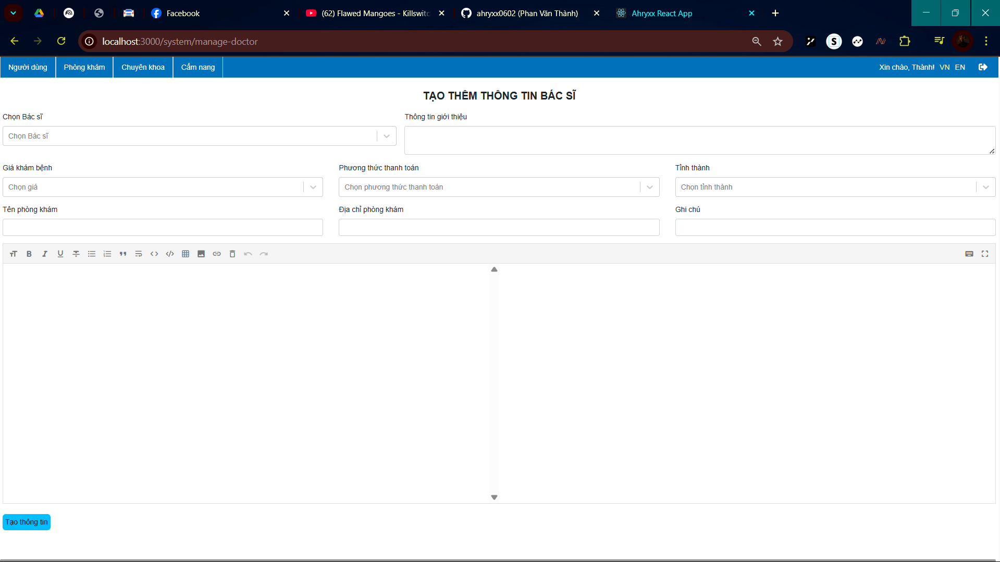 Facebook
(62) Flawed Mangoes - Killswitc
ahryxx0602 (Phan Văn Thành)
Ahryxx React App
localhost:3000/system/manage-doctor
S
Người dùng
Phòng khám
Chuyên khoa
Cẩm nang
Xin chào, Thành! VN EN
TẠO THÊM THÔNG TIN BÁC SĨ
Chọn Bác sĩ
Thông tin giới thiệu
Chọn Bác sĩ
Giá khám bệnh
Phương thức thanh toán
Tỉnh thành
Chọn giá
Chọn phương thức thanh toán
Chọn tỉnh thành
Tên phòng khám
Địa chỉ phòng khám
Ghi chú
Tạo thông tin